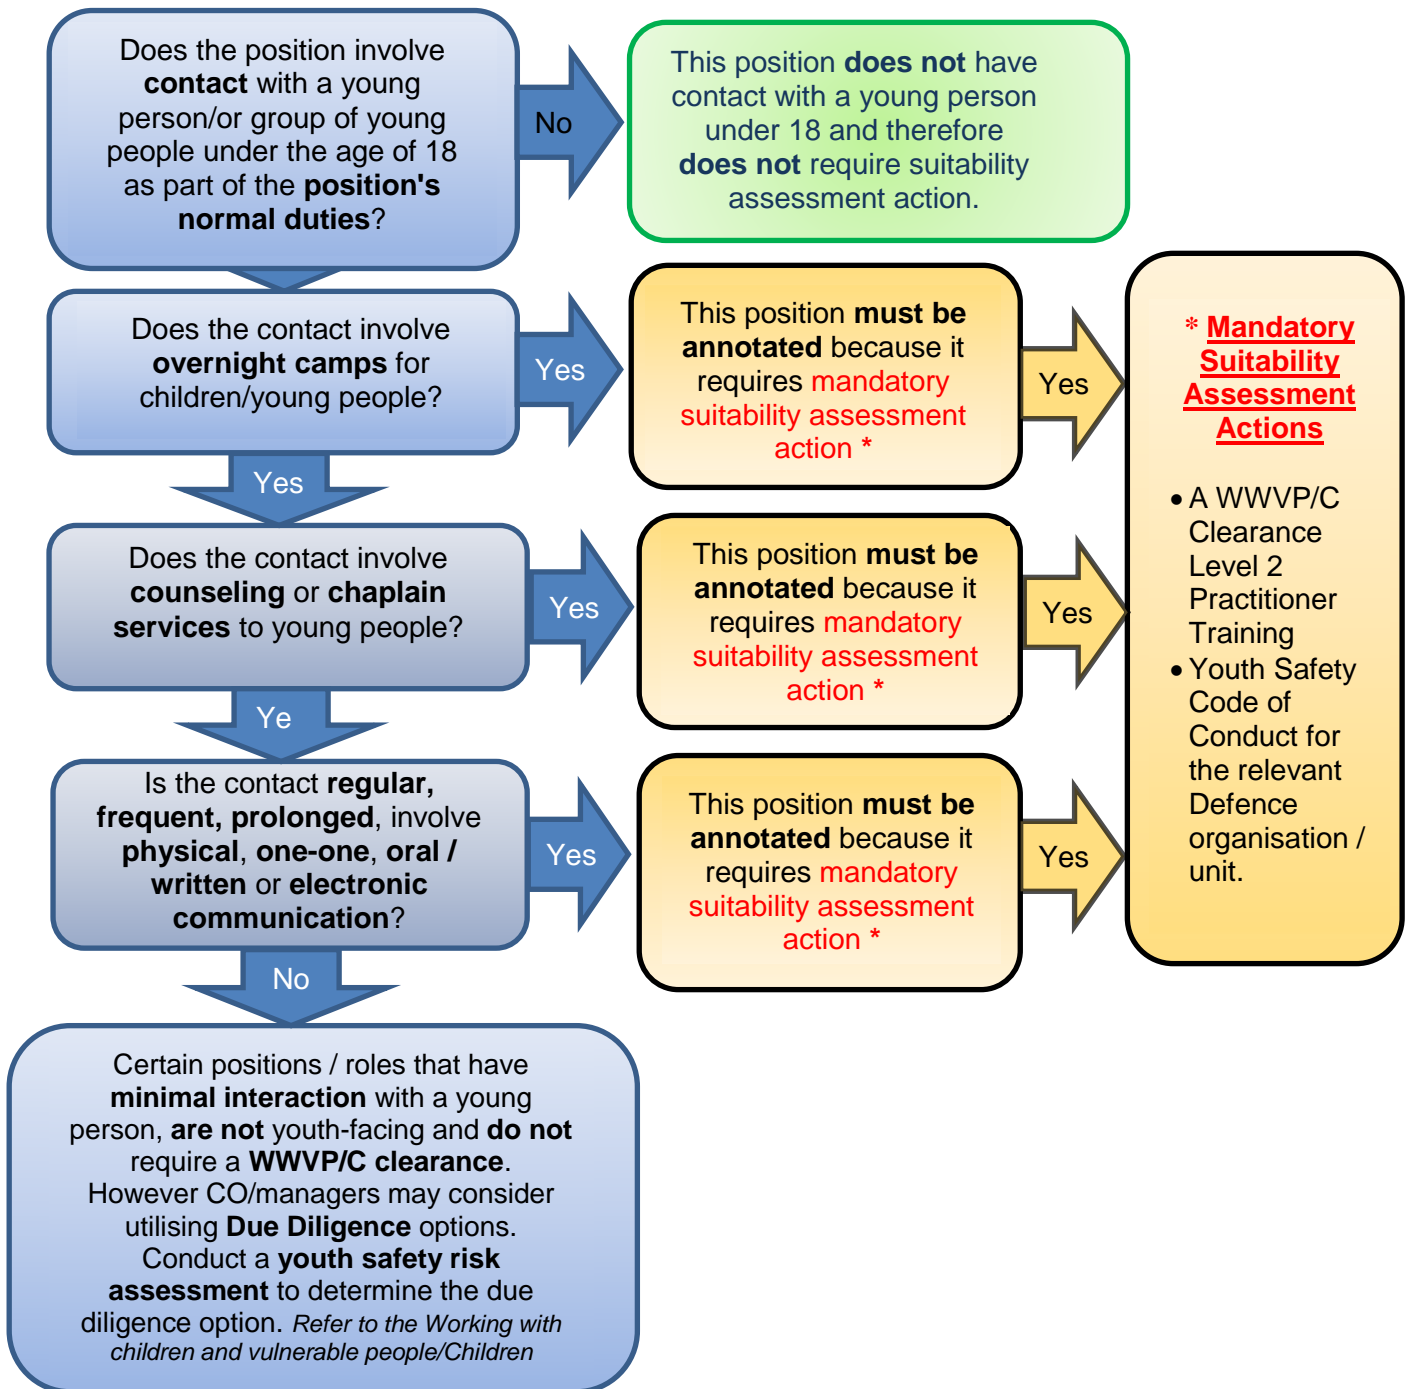 Does the position involve
contact with a young
person/or group of young
people under the age of 18
as part of the position's
normal duties?
No
This position does not have
contact with a young person
under 18 and therefore
does not require suitability
assessment action.
Does the contact involve
overnight camps for
children/young people?
Yes
This position must be
annotated because it
requires mandatory
suitability assessment
action *
Yes
* Mandatory
Suitability
Assessment
Actions
• A WWVP/C
Clearance
Level 2
Practitioner
Training
• Youth Safety
Code of
Conduct for
the relevant
Defence
organisation /
unit.
Yes
Does the contact involve
counseling or chaplain
services to young people?
Yes
This position must be
annotated because it
requires mandatory
suitability assessment
action *
Yes
Ye
Is the contact regular,
frequent, prolonged, involve
physical, one-one, oral /
written or electronic
communication?
Yes
This position must be
annotated because it
requires mandatory
suitability assessment
action *
Yes
No
Certain positions / roles that have
minimal interaction with a young
person, are not youth-facing and do not
require a WWVP/C clearance.
However CO/managers may consider
utilising Due Diligence options.
Conduct a youth safety risk
assessment to determine the due
diligence option. Refer to the Working with
children and vulnerable people/Children